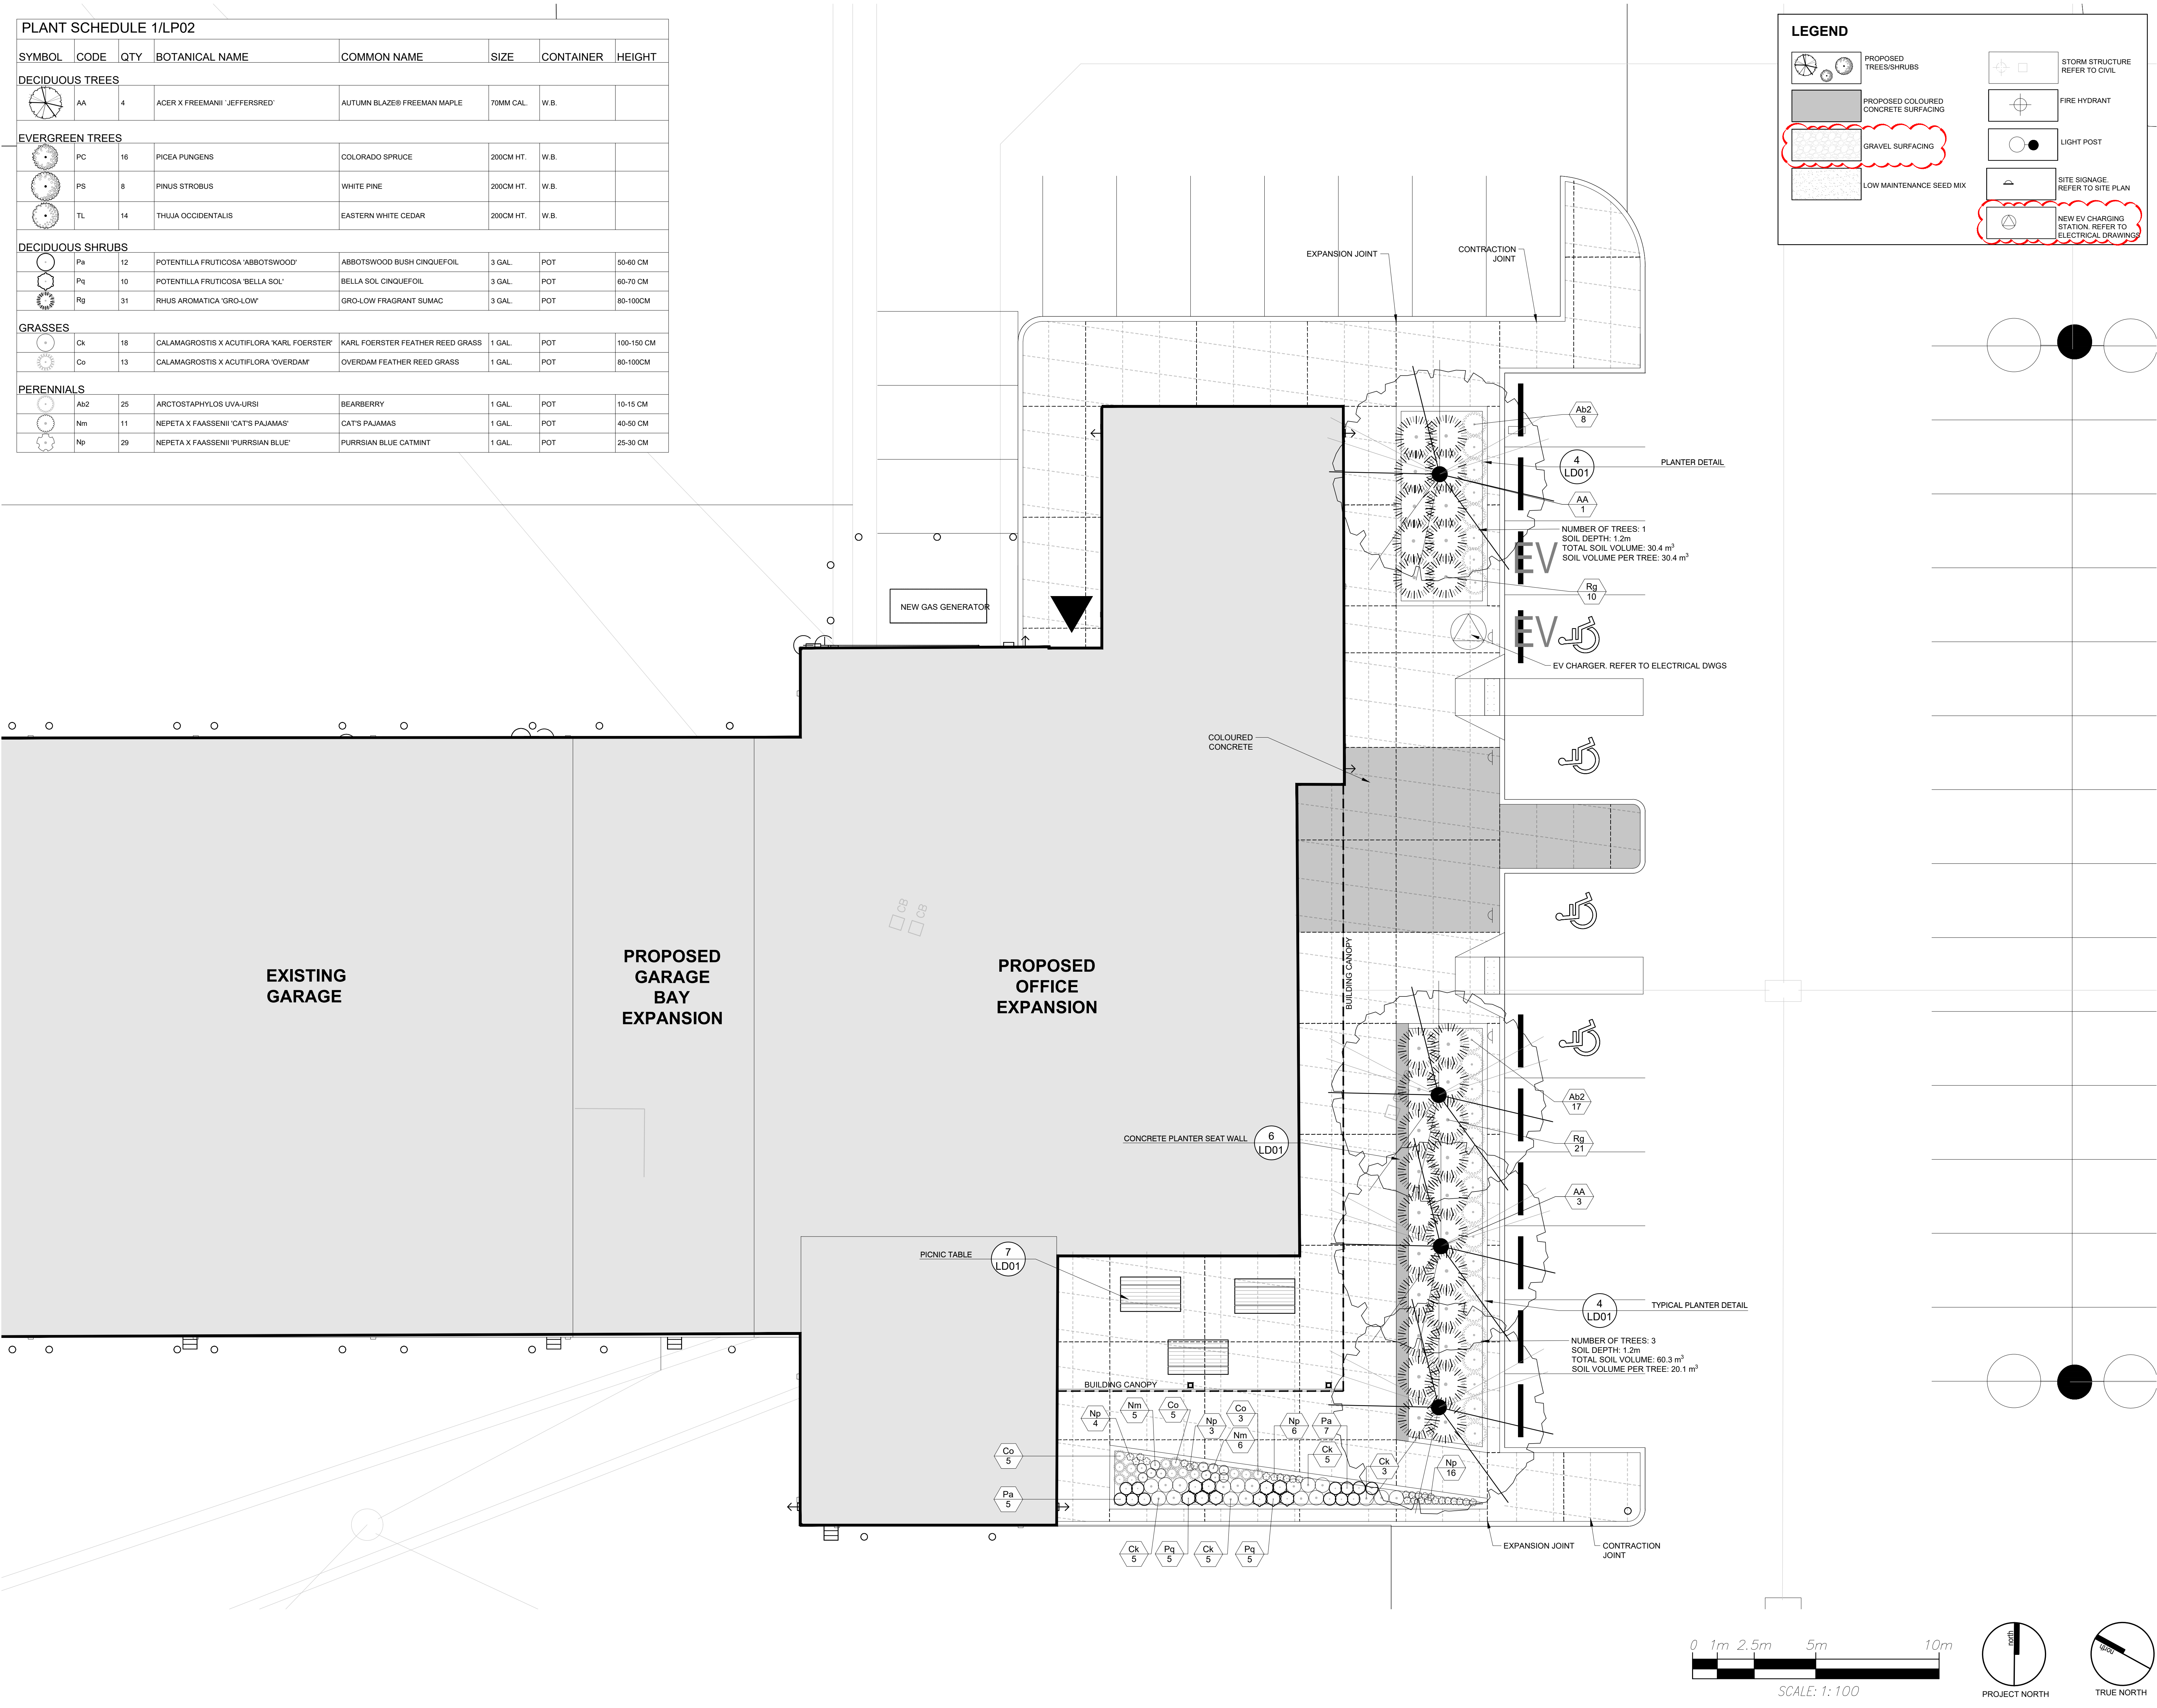 PLANT SCHEDULE 1/LP02
SYMBOL CODE QTY BOTANICAL NAME COMMON NAME SIZE CONTAINER HEIGHT
DECIDUOUS TREES
AA 4 ACER X FREEMANII `JEFFERSRED` AUTUMN BLAZE® FREEMAN MAPLE 70MM CAL. W.B.
EVERGREEN TREES
PC 16 PICEA PUNGENS COLORADO SPRUCE 200CM HT. W.B.
PS 8 PINUS STROBUS WHITE PINE 200CM HT. W.B.
TL 14 THUJA OCCIDENTALIS EASTERN WHITE CEDAR 200CM HT. W.B.
DECIDUOUS SHRUBS
Pa 12 POTENTILLA FRUTICOSA 'ABBOTSWOOD' ABBOTSWOOD BUSH CINQUEFOIL 3 GAL. POT 50-60 CM
Pq 10 POTENTILLA FRUTICOSA 'BELLA SOL' BELLA SOL CINQUEFOIL 3 GAL. POT 60-70 CM
Rg 31 RHUS AROMATICA 'GRO-LOW' GRO-LOW FRAGRANT SUMAC 3 GAL. POT 80-100CM
GRASSES
Ck 18 CALAMAGROSTIS X ACUTIFLORA 'KARL FOERSTER' KARL FOERSTER FEATHER REED GRASS 1 GAL. POT 100-150 CM
Co 13 CALAMAGROSTIS X ACUTIFLORA 'OVERDAM' OVERDAM FEATHER REED GRASS 1 GAL. POT 80-100CM
PERENNIALS
Ab2 25 ARCTOSTAPHYLOS UVA-URSI BEARBERRY 1 GAL. POT 10-15 CM
Nm 11 NEPETA X FAASSENII 'CAT'S PAJAMAS' CAT'S PAJAMAS 1 GAL. POT 40-50 CM
Np 29 NEPETA X FAASSENII 'PURRSIAN BLUE' PURRSIAN BLUE CATMINT 1 GAL. POT 25-30 CM
LEGEND
PROPOSED
TREES/SHRUBS
PROPOSED COLOURED
CONCRETE SURFACING
GRAVEL SURFACING
LOW MAINTENANCE SEED MIX
STORM STRUCTURE
REFER TO CIVIL
FIRE HYDRANT
LIGHT POST
SITE SIGNAGE.
REFER TO SITE PLAN
NEW EV CHARGING
STATION. REFER TO
ELECTRICAL DRAWINGS
EXPANSION JOINT
CONTRACTION
JOINT
Ab2
8
4
LD01
PLANTER DETAIL
AA
1
NUMBER OF TREES: 1
SOIL DEPTH: 1.2m
TOTAL SOIL VOLUME: 30.4 m³
SOIL VOLUME PER TREE: 30.4 m³
EV
Rg
10
NEW GAS GENERATOR
EV
EV CHARGER. REFER TO ELECTRICAL DWGS
COLOURED
CONCRETE
CB
CB
BUILDING CANOPY
EXISTING
GARAGE
PROPOSED
GARAGE
BAY
EXPANSION
PROPOSED
OFFICE
EXPANSION
Ab2
17
CONCRETE PLANTER SEAT WALL
6
LD01
Rg
21
AA
3
PICNIC TABLE
7
LD01
4
LD01
TYPICAL PLANTER DETAIL
NUMBER OF TREES: 3
SOIL DEPTH: 1.2m
TOTAL SOIL VOLUME: 60.3 m³
SOIL VOLUME PER TREE: 20.1 m³
BUILDING CANOPY
Np
4
Nm
5
Co
5
Np
3
Co
3
Nm
6
Np
6
Pa
7
Ck
5
Ck
3
Np
16
Co
5
Pa
5
Ck
5
Pq
5
Ck
5
Pq
5
EXPANSION JOINT
CONTRACTION
JOINT
0 1m 2.5m 5m 10m
SCALE: 1:100
north
PROJECT NORTH
north
TRUE NORTH